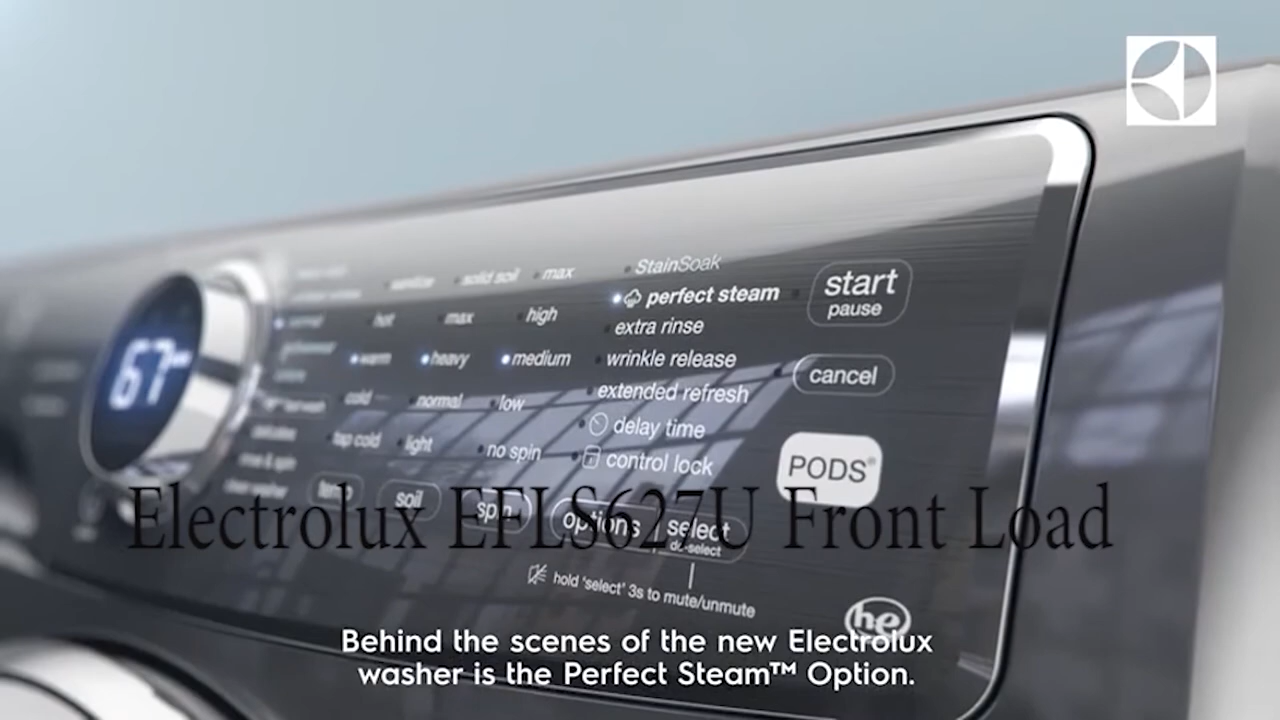 67
sanitize solid soil max
hot max high
warm heavy medium
cold normal low
tap cold light no spin
temp soil spin options select
de-select
StainSoak
perfect steam
extra rinse
wrinkle release
extended refresh
delay time
control lock
start
pause
cancel
PODS®
hold 'select' 3s to mute/unmute
he
Electrolux EFLS627U Front Load
Behind the scenes of the new Electrolux
washer is the Perfect Steam™ Option.